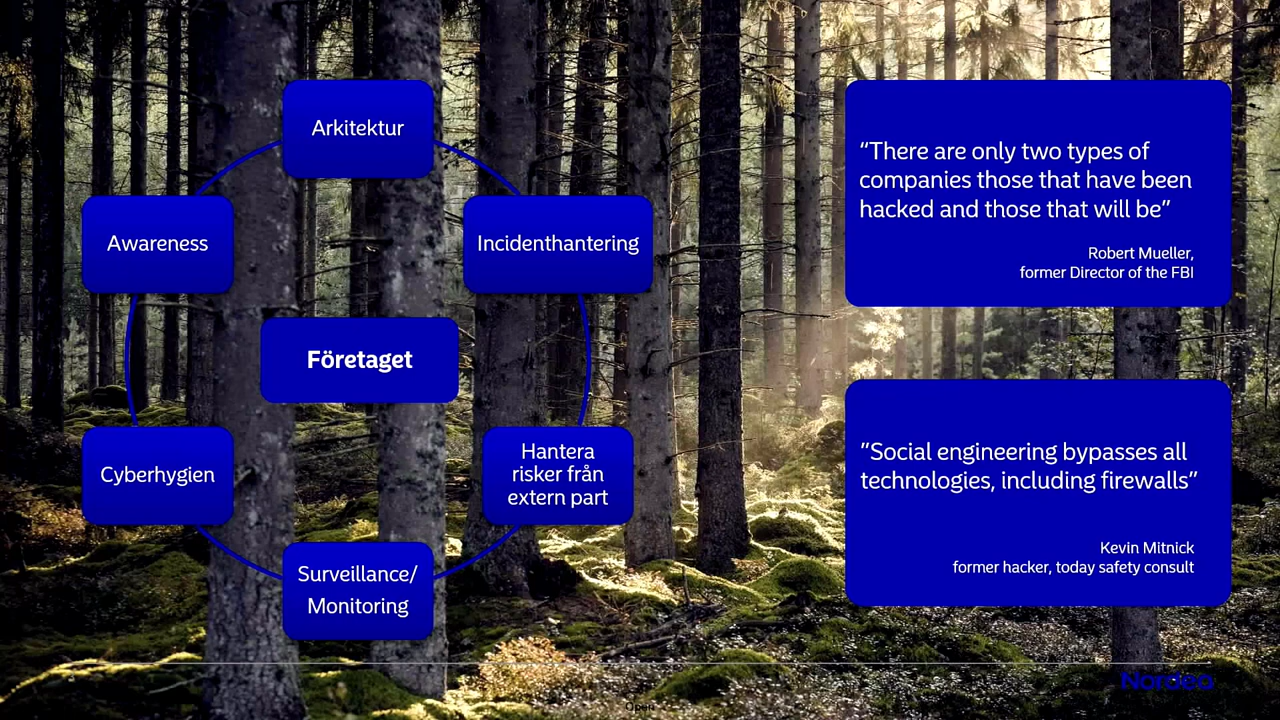 Arkitektur
Awareness
Incidenthantering
Företaget
Cyberhygien
Hantera
risker från
extern part
Surveillance/
Monitoring
“There are only two types of
companies those that have been
hacked and those that will be”
Robert Mueller,
former Director of the FBI
”Social engineering bypasses all
technologies, including firewalls”
Kevin Mitnick
former hacker, today safety consult
Nordea
Open